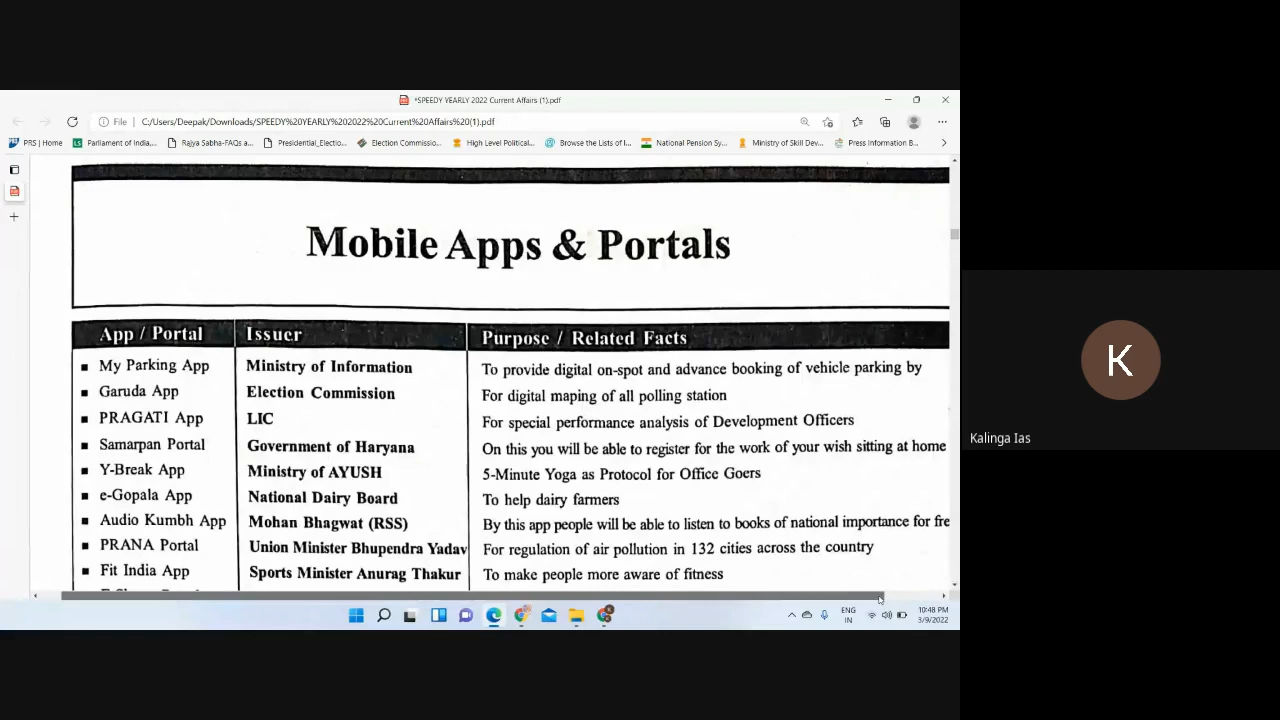 *SPEEDY YEARLY 2022 Current Affairs (1).pdf
File C:/Users/Deepak/Downloads/SPEEDY%20YEARLY%202022%20Current%20Affairs%20(1).pdf
PRS | Home Parliament of India,... Rajya Sabha-FAQs a... Presidential_Electio... Election Commissio... High Level Political... Browse the Lists of I... National Pension Sy... Ministry of Skill Dev... Press Information B...
Mobile Apps & Portals
App / Portal Issuer Purpose / Related Facts
My Parking App Ministry of Information To provide digital on-spot and advance booking of vehicle parking by
Garuda App Election Commission For digital maping of all polling station
PRAGATI App LIC For special performance analysis of Development Officers
Samarpan Portal Government of Haryana On this you will be able to register for the work of your wish sitting at home
Y-Break App Ministry of AYUSH 5-Minute Yoga as Protocol for Office Goers
e-Gopala App National Dairy Board To help dairy farmers
Audio Kumbh App Mohan Bhagwat (RSS) By this app people will be able to listen to books of national importance for fre
PRANA Portal Union Minister Bhupendra Yadav For regulation of air pollution in 132 cities across the country
Fit India App Sports Minister Anurag Thakur To make people more aware of fitness
K
Kalinga Ias
ENG
IN
10:48 PM
3/9/2022